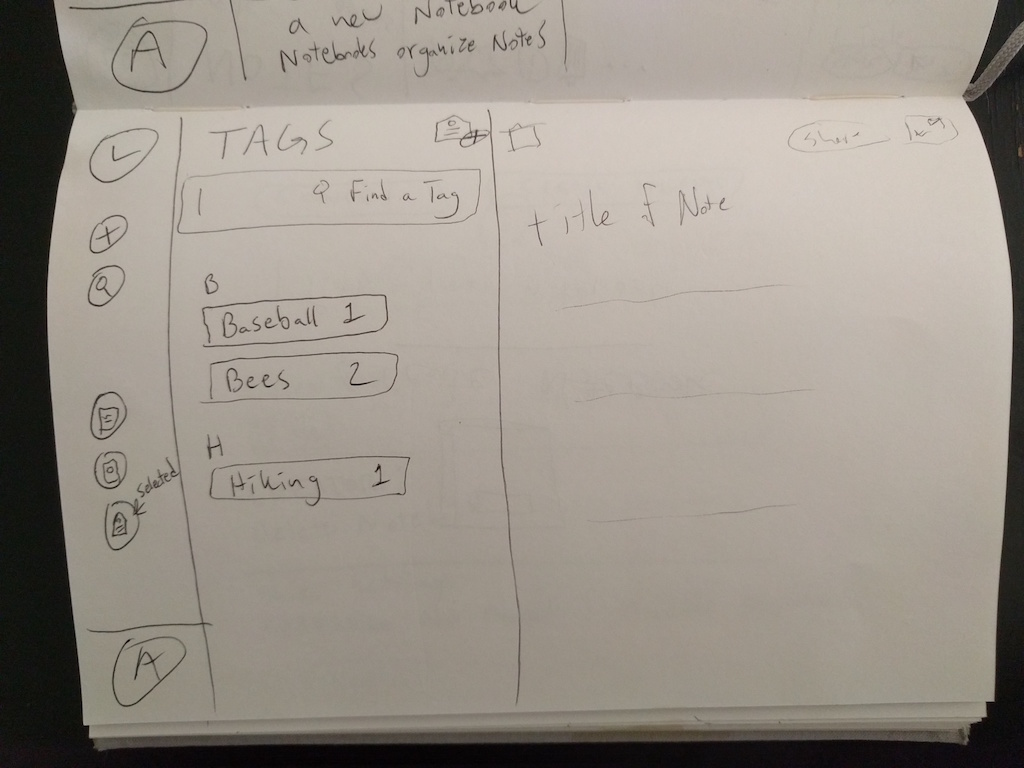 a new Notebook
Notebooks organize Notes
A
L
TAGS
Share
Find a Tag
title of Note
B
Baseball 1
Bees 2
H
Hiking 1
selected
A